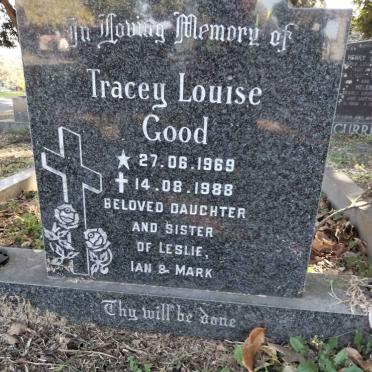 In Loving Memory of
Tracey Louise
Good
★ 27.06.1969
✝ 14.08.1988
BELOVED DAUGHTER
AND SISTER
OF LESLIE,
IAN & MARK
Thy will be done